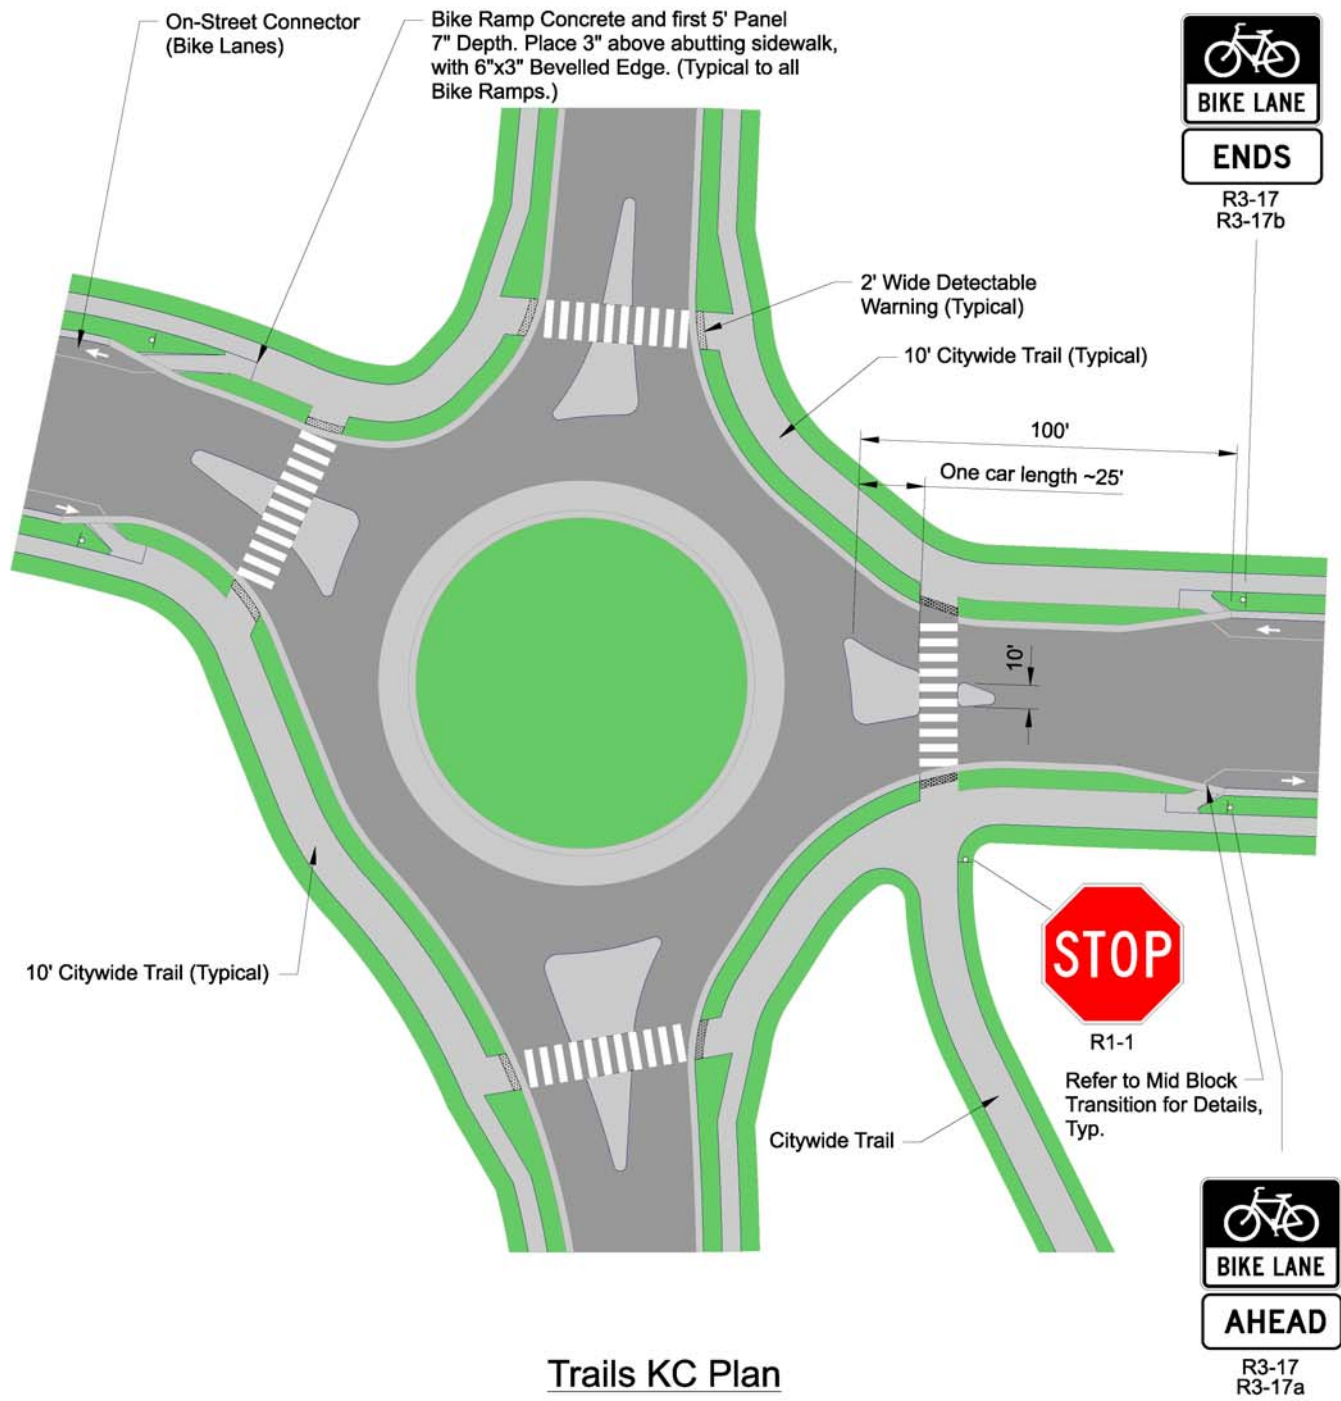 On-Street Connector
(Bike Lanes)
Bike Ramp Concrete and first 5' Panel
7" Depth. Place 3" above abutting sidewalk,
with 6"x3" Bevelled Edge. (Typical to all
Bike Ramps.)
BIKE LANE
ENDS
R3-17
R3-17b
2' Wide Detectable
Warning (Typical)
10' Citywide Trail (Typical)
100'
One car length ~25'
10'
STOP
R1-1
10' Citywide Trail (Typical)
Refer to Mid Block
Transition for Details,
Typ.
Citywide Trail
BIKE LANE
AHEAD
R3-17
R3-17a
Trails KC Plan